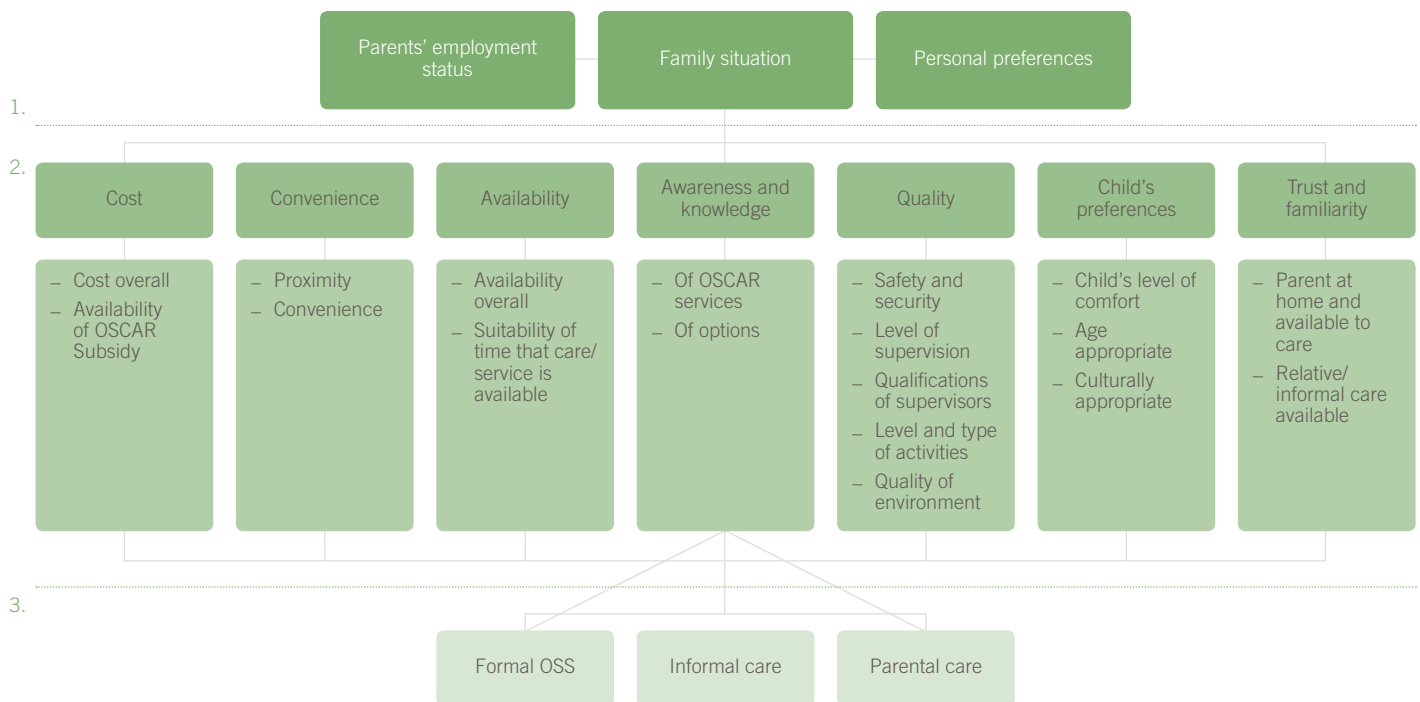 Parents’ employment
status
Family situation
Personal preferences
1.
2.
Cost
Convenience
Availability
Awareness and
knowledge
Quality
Child’s
preferences
Trust and
familiarity
– Cost overall
– Availability
of OSCAR
Subsidy
– Proximity
– Convenience
– Availability
overall
– Suitability of
time that care/
service is
available
– Of OSCAR
services
– Of options
– Safety and
security
– Level of
supervision
– Qualifications
of supervisors
– Level and type
of activities
– Quality of
environment
– Child’s level of
comfort
– Age
appropriate
– Culturally
appropriate
– Parent at
home and
available to
care
– Relative/
informal care
available
3.
Formal OSS
Informal care
Parental care